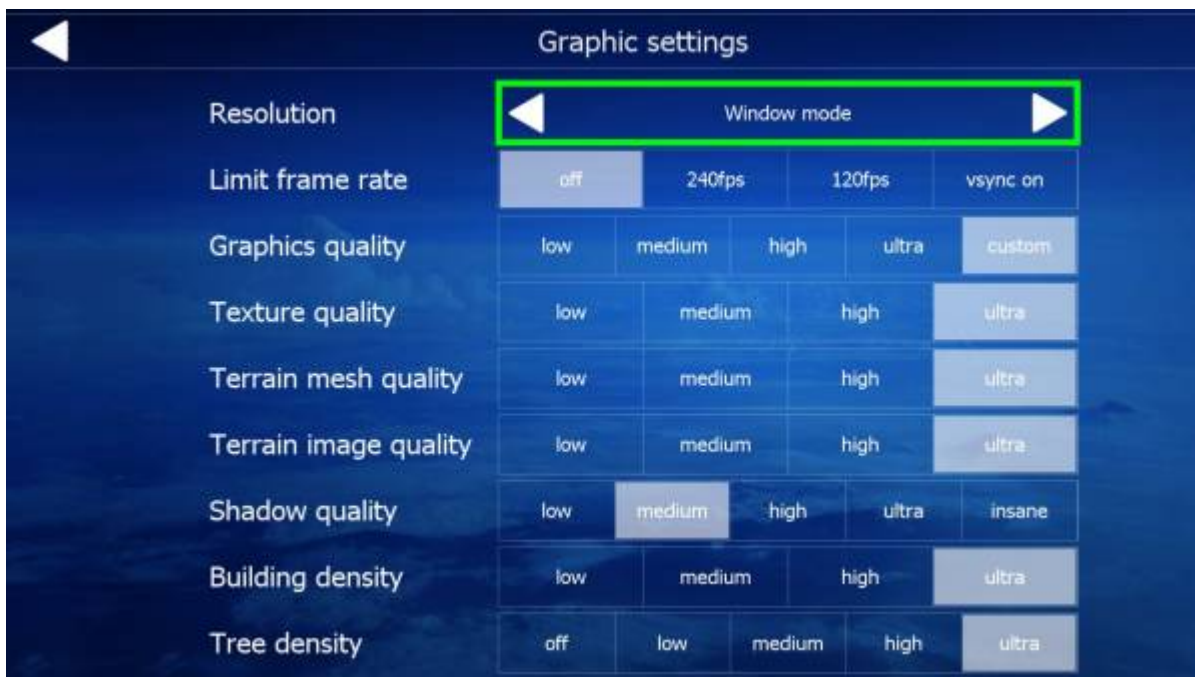 Graphic settings
Resolution Window mode
Limit frame rate off 240fps 120fps vsync on
Graphics quality low medium high ultra custom
Texture quality low medium high ultra
Terrain mesh quality low medium high ultra
Terrain image quality low medium high ultra
Shadow quality low medium high ultra insane
Building density low medium high ultra
Tree density off low medium high ultra